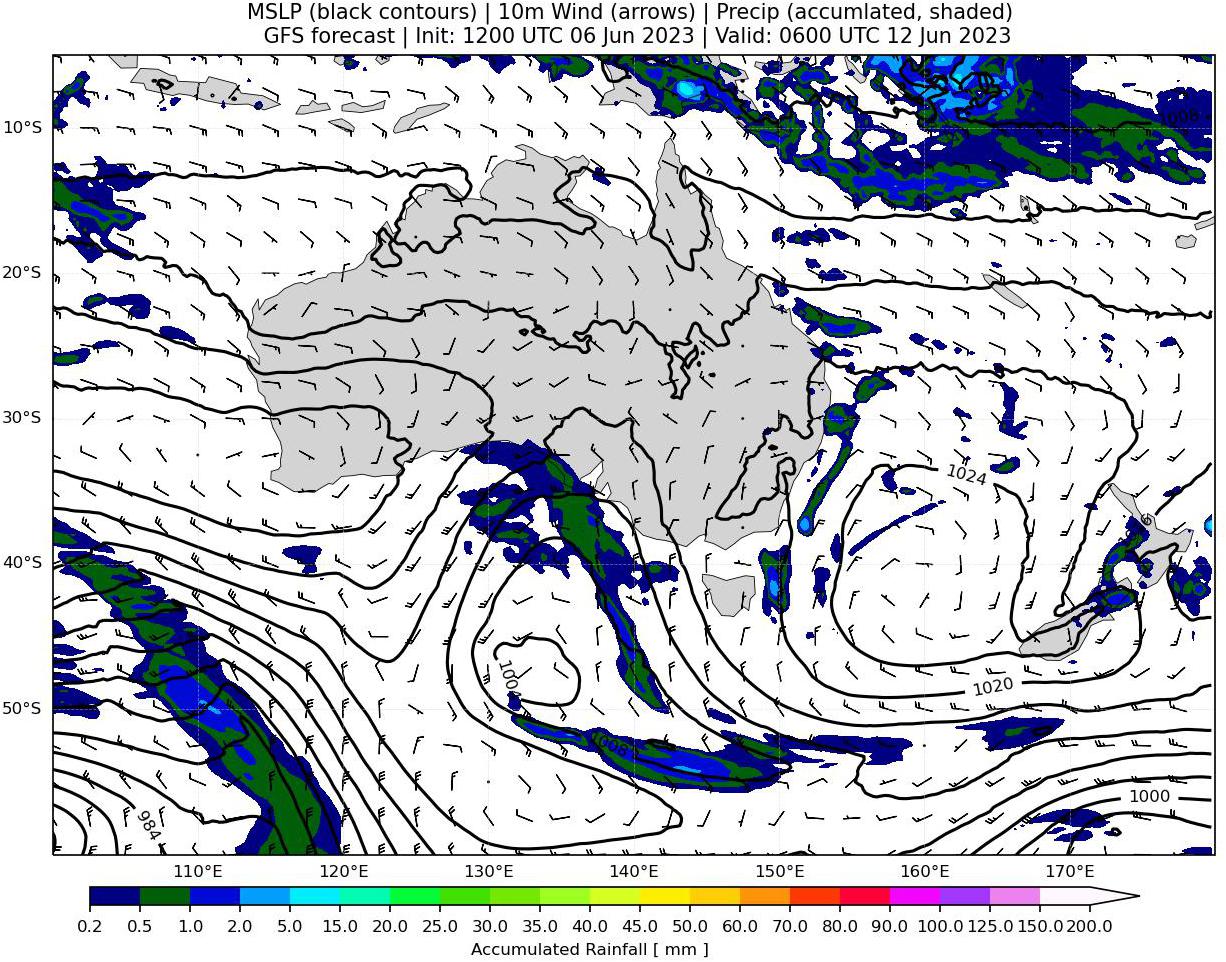 MSLP (black contours) | 10m Wind (arrows) | Precip (accumlated, shaded)
GFS forecast | Init: 1200 UTC 06 Jun 2023 | Valid: 0600 UTC 12 Jun 2023
1008
10°S
20°S
30°S
1024
40°S
1004
1020
50°S
1008
1000
984
110°E 120°E 130°E 140°E 150°E 160°E 170°E
0.2 0.5 1.0 2.0 5.0 10.0 15.0 20.0 25.0 30.0 35.0 40.0 45.0 50.0 60.0 70.0 80.0 90.0 100.0 125.0 150.0 200.0
Accumulated Rainfall [ mm ]